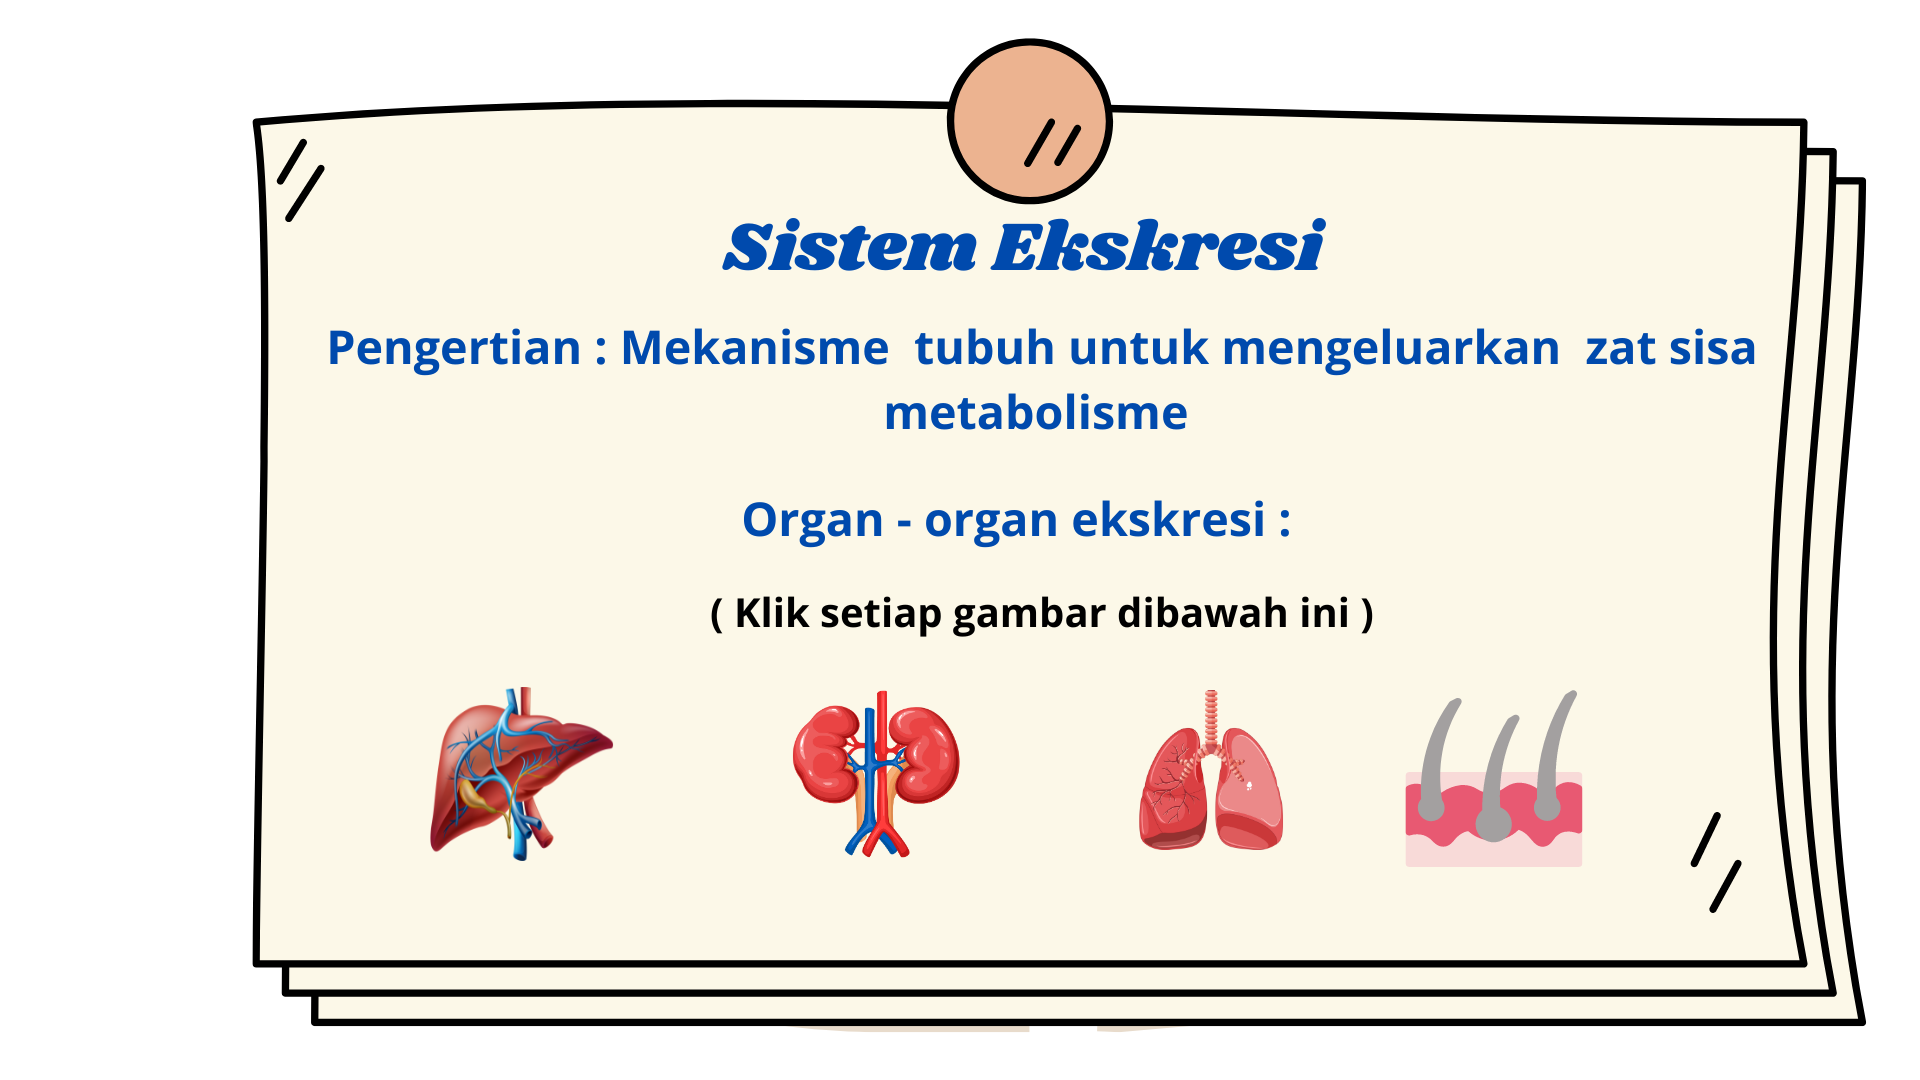 Sistem Ekskresi
Pengertian : Mekanisme  tubuh untuk mengeluarkan  zat sisa
metabolisme
Organ - organ ekskresi :
( Klik setiap gambar dibawah ini )